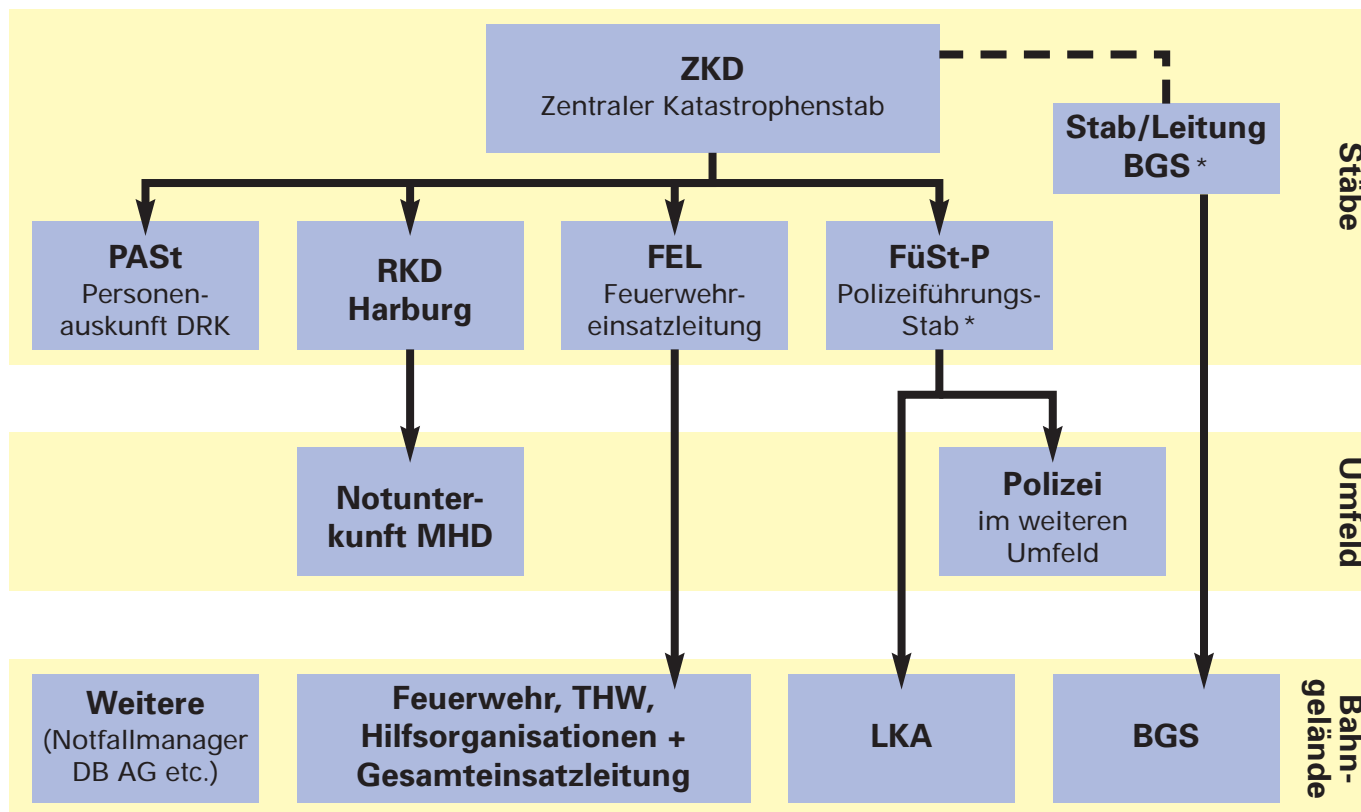 ZKD
Zentraler Katastrophenstab
Stab/Leitung
BGS *
Stäbe
PASt
Personen-
auskunft DRK
RKD
Harburg
FEL
Feuerwehr-
einsatzleitung
FüSt-P
Polizeiführungs-
Stab *
Notunter-
kunft MHD
Polizei
im weiteren
Umfeld
Umfeld
Weitere
(Notfallmanager
DB AG etc.)
Feuerwehr, THW,
Hilfsorganisationen +
Gesamteinsatzleitung
LKA
BGS
Bahn-
gelände